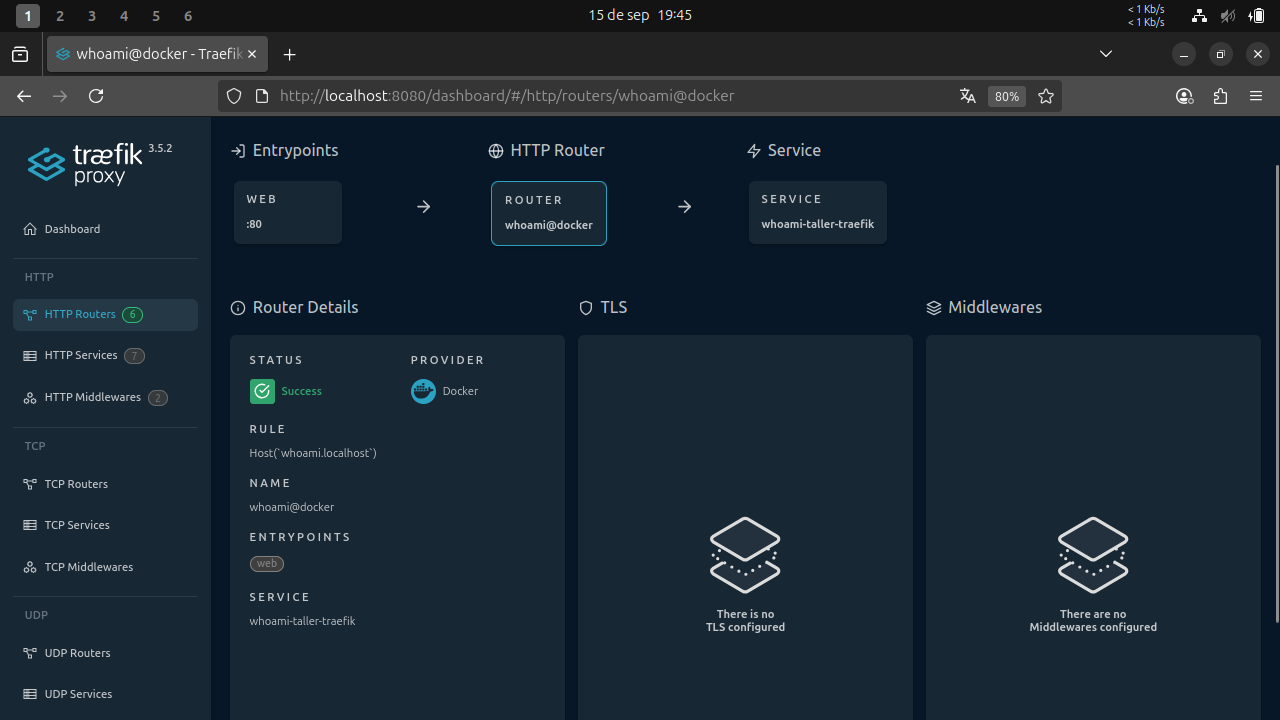 1 2 3 4 5 6
15 de sep 19:45
< 1 Kb/s
< 1 Kb/s
whoami@docker - Traefik
http://localhost:8080/dashboard/#/http/routers/whoami@docker
80%
træfik 3.5.2
proxy
Dashboard
HTTP
HTTP Routers 6
HTTP Services 7
HTTP Middlewares 2
TCP
TCP Routers
TCP Services
TCP Middlewares
UDP
UDP Routers
UDP Services
Entrypoints
HTTP Router
Service
WEB
:80
ROUTER
whoami@docker
SERVICE
whoami-taller-traefik
Router Details
STATUS
Success
PROVIDER
Docker
RULE
Host(`whoami.localhost`)
NAME
whoami@docker
ENTRYPOINTS
web
SERVICE
whoami-taller-traefik
TLS
There is no
TLS configured
Middlewares
There are no
Middlewares configured